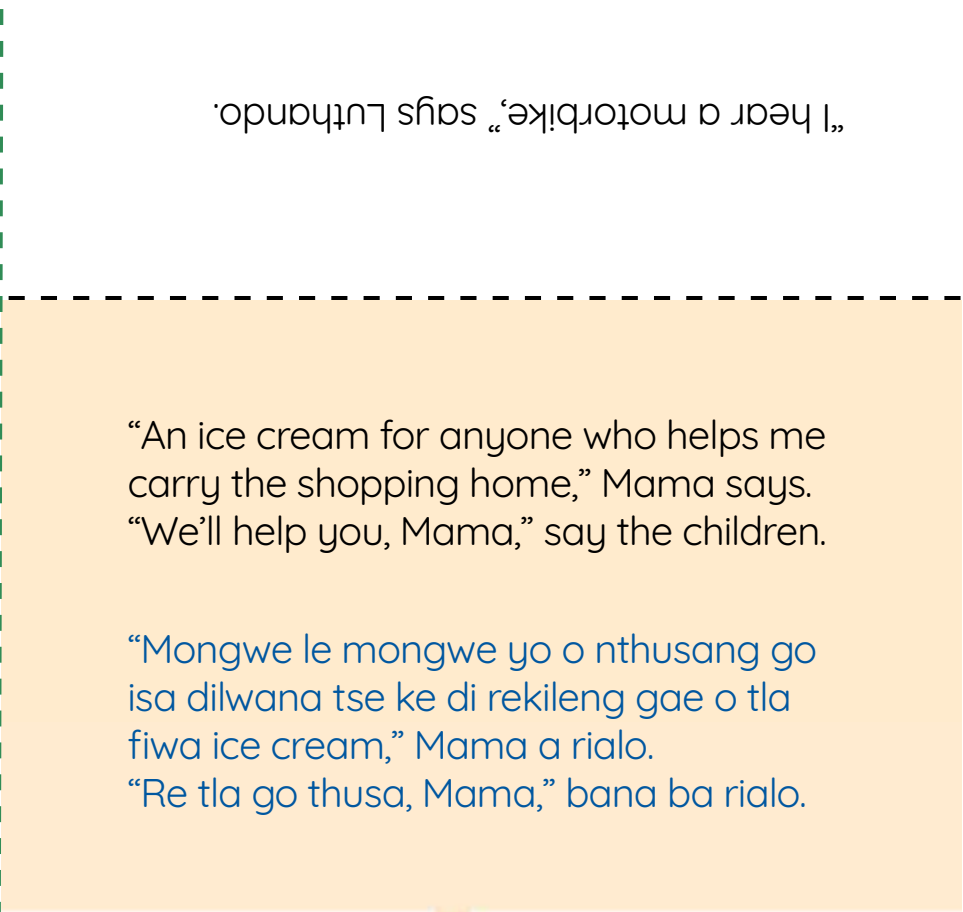 “I hear a motorbike,” says Luthando.
“An ice cream for anyone who helps me
carry the shopping home,” Mama says.
“We’ll help you, Mama,” say the children.
“Mongwe le mongwe yo o nthusang go
isa dilwana tse ke di rekileng gae o tla
fiwa ice cream,” Mama a rialo.
“Re tla go thusa, Mama,” bana ba rialo.